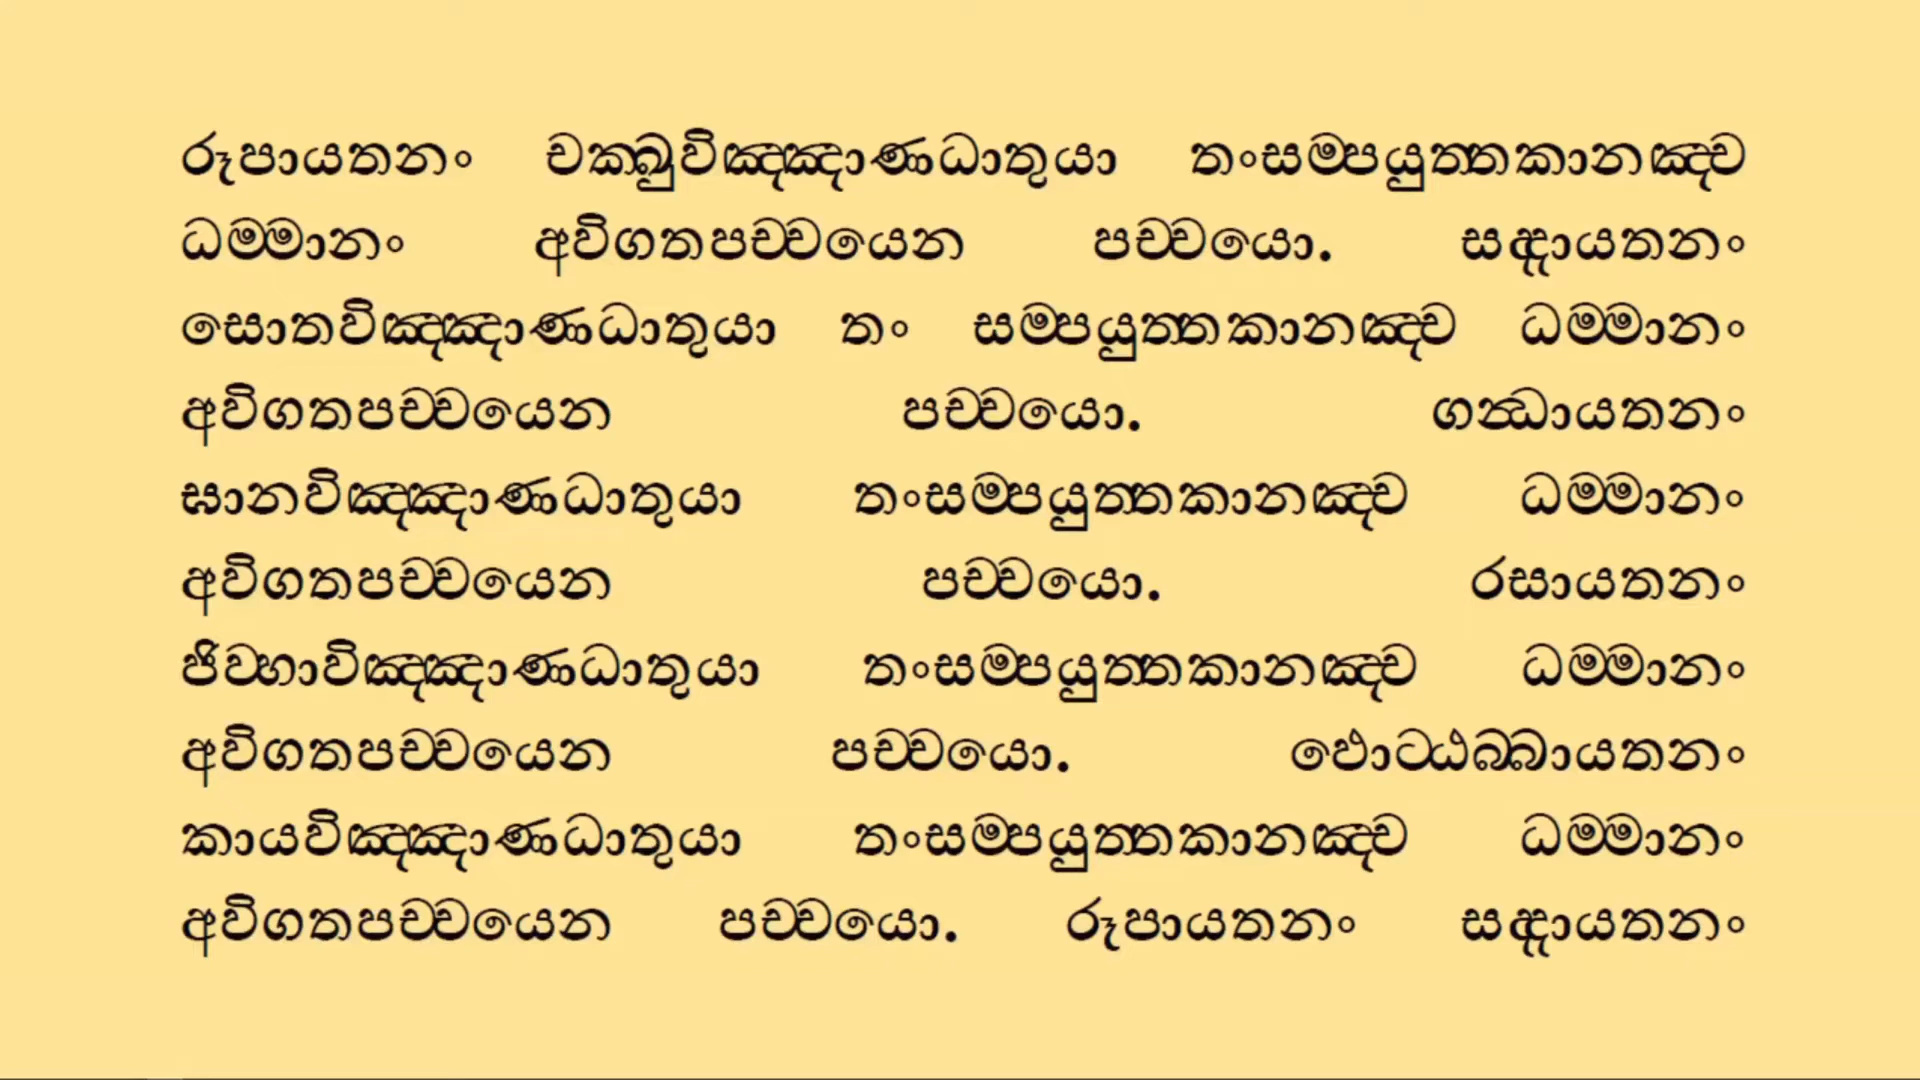 රූපායතනං චක‍්ඛුවිඤ‍්ඤාණධාතුයා තංසම‍්පයුත‍්තකානඤ‍්ච
ධම‍්මානං අවිගතපච‍්චයෙන පච‍්චයො. සද‍්දායතනං
සොතවිඤ‍්ඤාණධාතුයා තං සම‍්පයුත‍්තකානඤ‍්ච ධම‍්මානං
අවිගතපච‍්චයෙන පච‍්චයො. ගන‍්ධායතනං
ඝානවිඤ‍්ඤාණධාතුයා තංසම‍්පයුත‍්තකානඤ‍්ච ධම‍්මානං
අවිගතපච‍්චයෙන පච‍්චයො. රසායතනං
ජිව‍්හාවිඤ‍්ඤාණධාතුයා තංසම‍්පයුත‍්තකානඤ‍්ච ධම‍්මානං
අවිගතපච‍්චයෙන පච‍්චයො. ඵොට‍්ඨබ‍්බායතනං
කායවිඤ‍්ඤාණධාතුයා තංසම‍්පයුත‍්තකානඤ‍්ච ධම‍්මානං
අවිගතපච‍්චයෙන පච‍්චයො. රූපායතනං සද‍්දායතනං